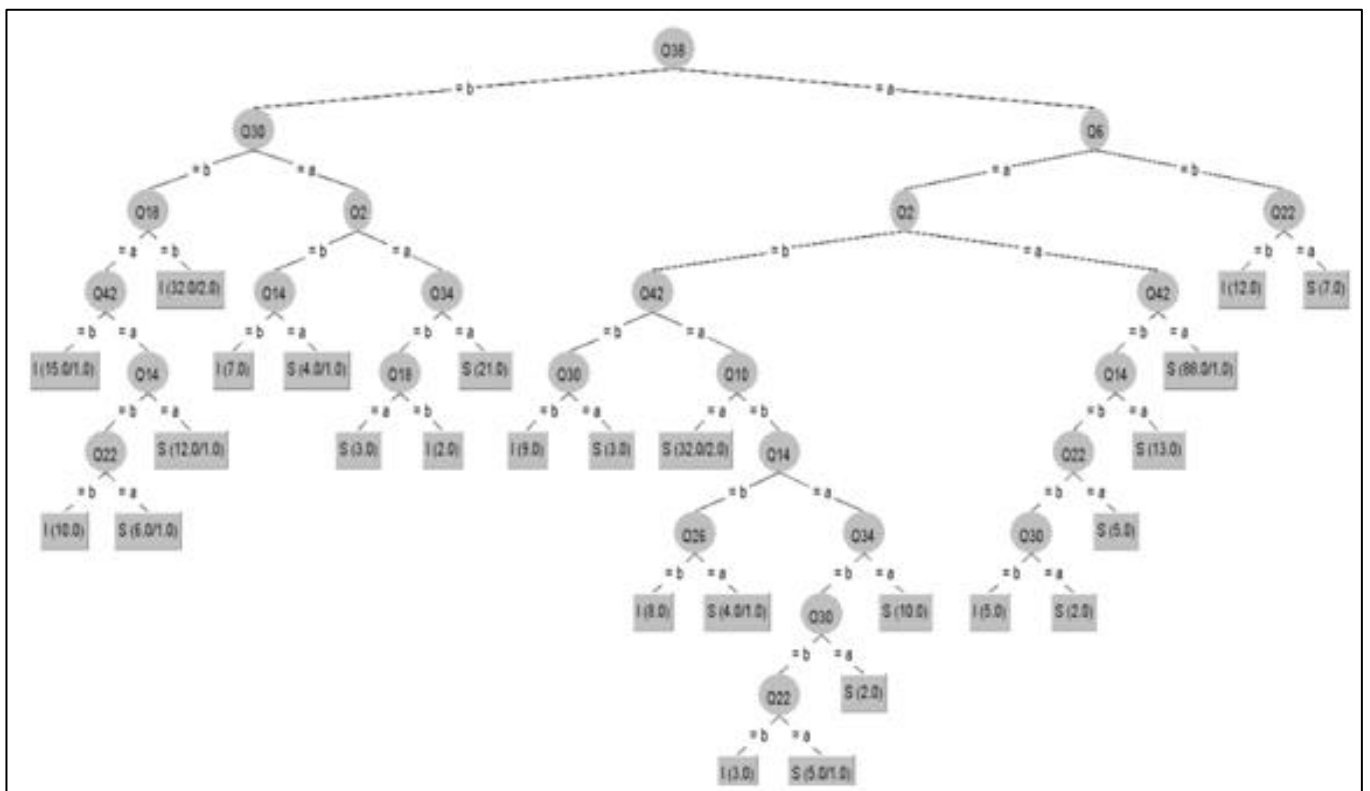 Q38
= b = a
Q30 Q6
= b = a = a = b
Q18 Q2 Q2 Q22
= a = b = b = a = b = a = b = a
Q42 I (32.0/2.0) Q14 Q34 Q42 Q42 I (12.0) S (7.0)
= b = a = b = a = b = a = b = a = b = a
I (15.0/1.0) Q14 I (7.0) S (4.0/1.0) Q18 S (21.0) Q30 Q10 Q14 S (88.0/1.0)
= b = a = a = b = b = a = a = b = b = a
Q22 S (12.0/1.0) S (3.0) I (2.0) I (9.0) S (3.0) S (32.0/2.0) Q14 Q22 S (13.0)
= b = a = b = a = b = a
I (10.0) S (6.0/1.0) Q26 Q34 Q30 S (5.0)
= b = a = b = a = b = a
I (8.0) S (4.0/1.0) Q30 S (10.0) I (5.0) S (2.0)
= b = a
Q22 S (2.0)
= b = a
I (3.0) S (5.0/1.0)